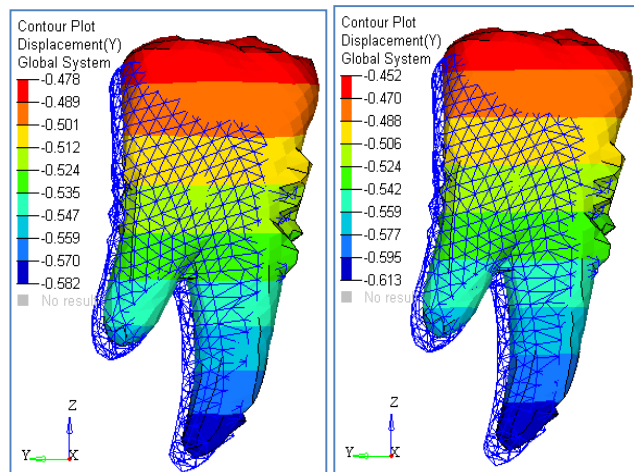 Contour Plot
Displacement(Y)
Global System
-0.478
-0.489
-0.501
-0.512
-0.524
-0.535
-0.547
-0.559
-0.570
-0.582
No result
Z
Y
X
Contour Plot
Displacement(Y)
Global System
-0.452
-0.470
-0.488
-0.506
-0.524
-0.542
-0.560
-0.577
-0.595
-0.613
No result
Z
Y
X